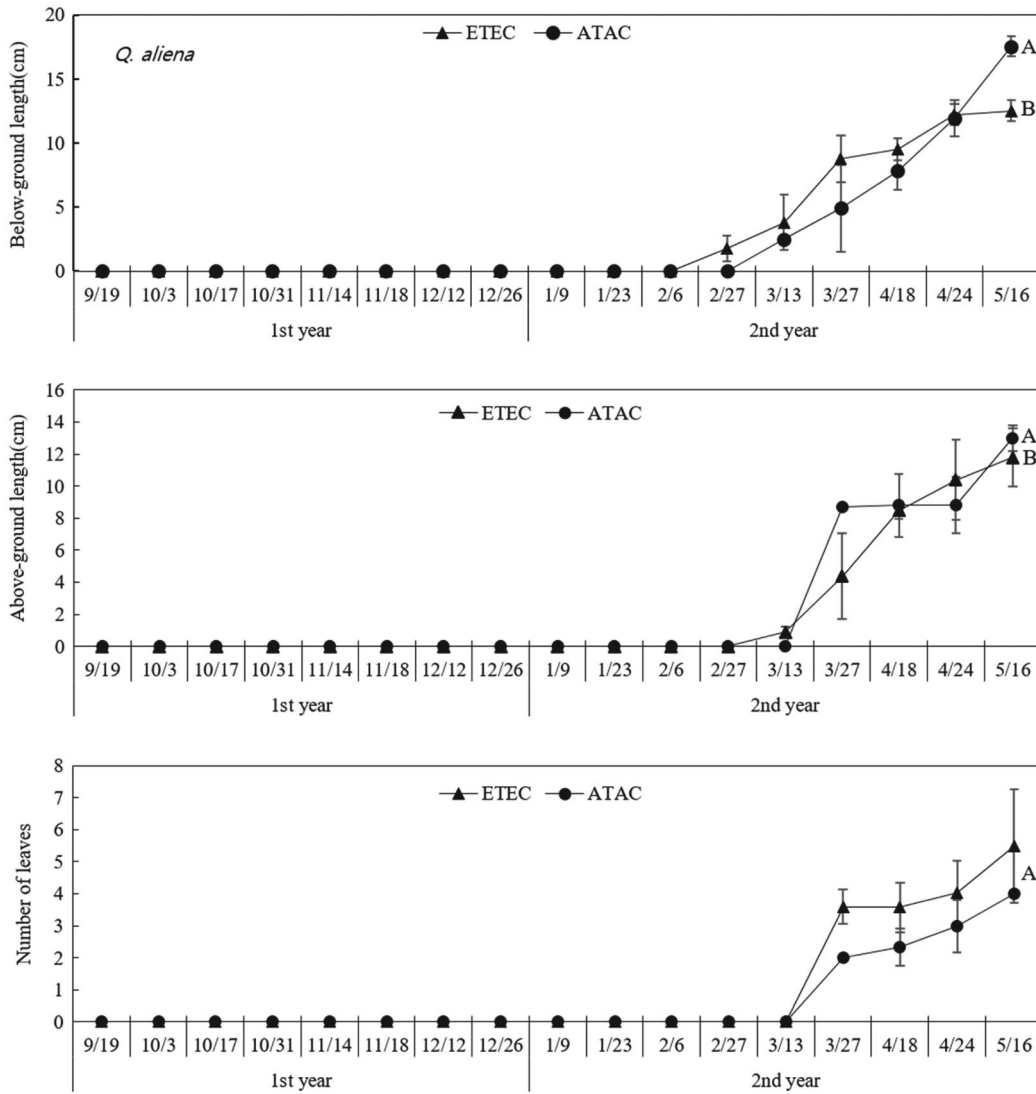 20
Q. aliena
ETEC ATAC
A
15
B
10
5
0
Below-ground length(cm)
9/19 10/3 10/17 10/31 11/14 11/18 12/12 12/26 1/9 1/23 2/6 2/27 3/13 3/27 4/18 4/24 5/16
1st year 2nd year
16
ETEC ATAC
14
A
12
B
10
8
6
4
2
0
Above-ground length(cm)
9/19 10/3 10/17 10/31 11/14 11/18 12/12 12/26 1/9 1/23 2/6 2/27 3/13 3/27 4/18 4/24 5/16
1st year 2nd year
8
ETEC ATAC
7
6
5
A
4
3
2
1
0
Number of leaves
9/19 10/3 10/17 10/31 11/14 11/18 12/12 12/26 1/9 1/23 2/6 2/27 3/13 3/27 4/18 4/24 5/16
1st year 2nd year